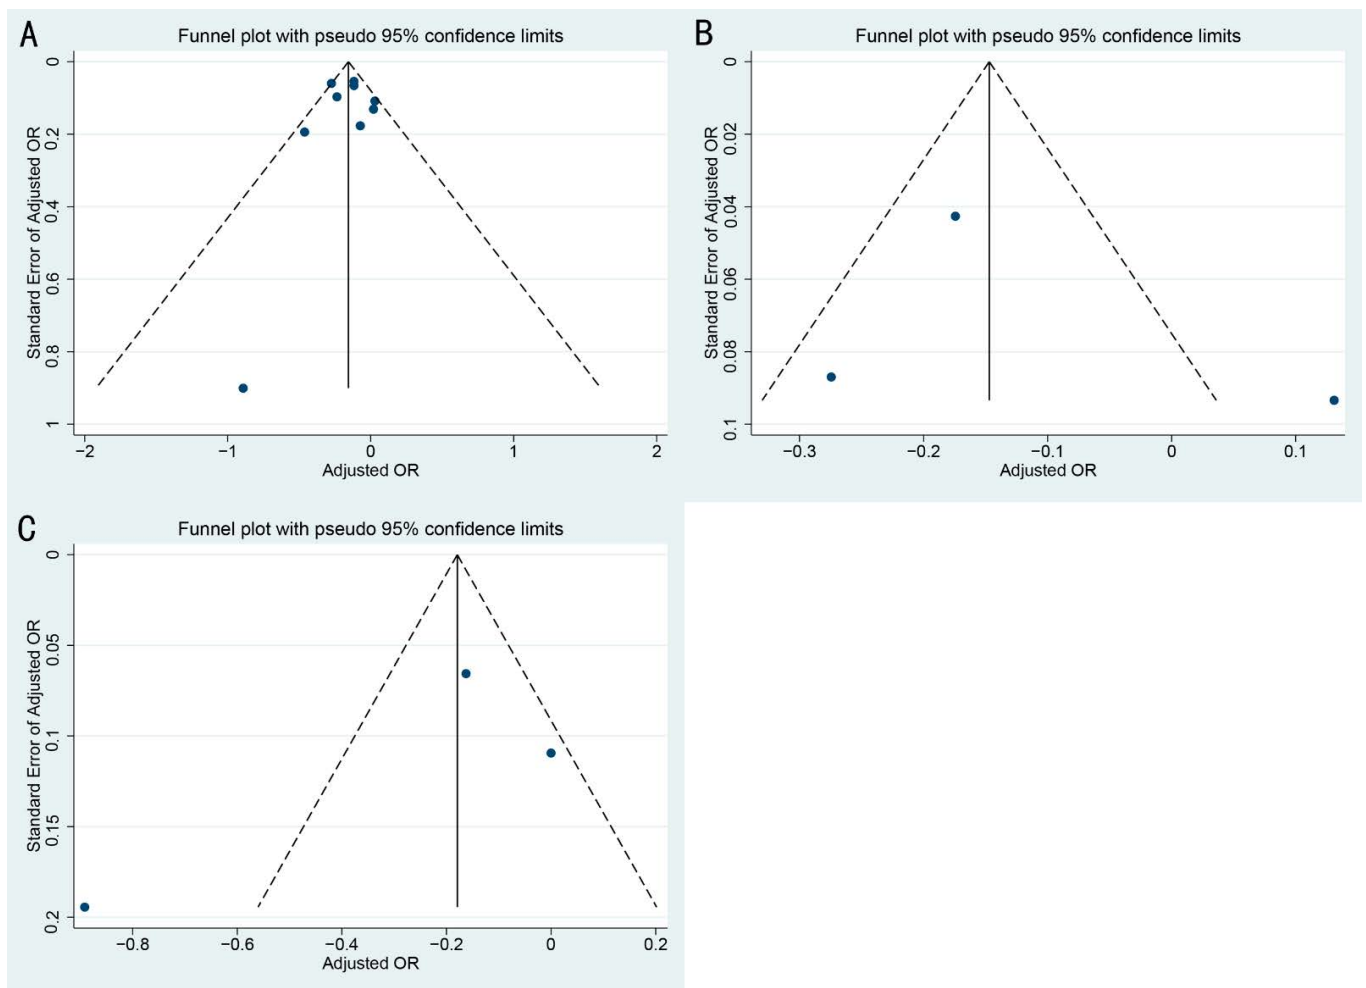 A
Funnel plot with pseudo 95% confidence limits
Standard Error of Adjusted OR
0
0.2
0.4
0.6
0.8
1
−2
−1
0
1
2
Adjusted OR
B
Funnel plot with pseudo 95% confidence limits
Standard Error of Adjusted OR
0
0.02
0.04
0.06
0.08
0.1
−0.3
−0.2
−0.1
0
0.1
Adjusted OR
C
Funnel plot with pseudo 95% confidence limits
Standard Error of Adjusted OR
0
0.05
0.1
0.15
0.2
−0.8
−0.6
−0.4
−0.2
0
0.2
Adjusted OR